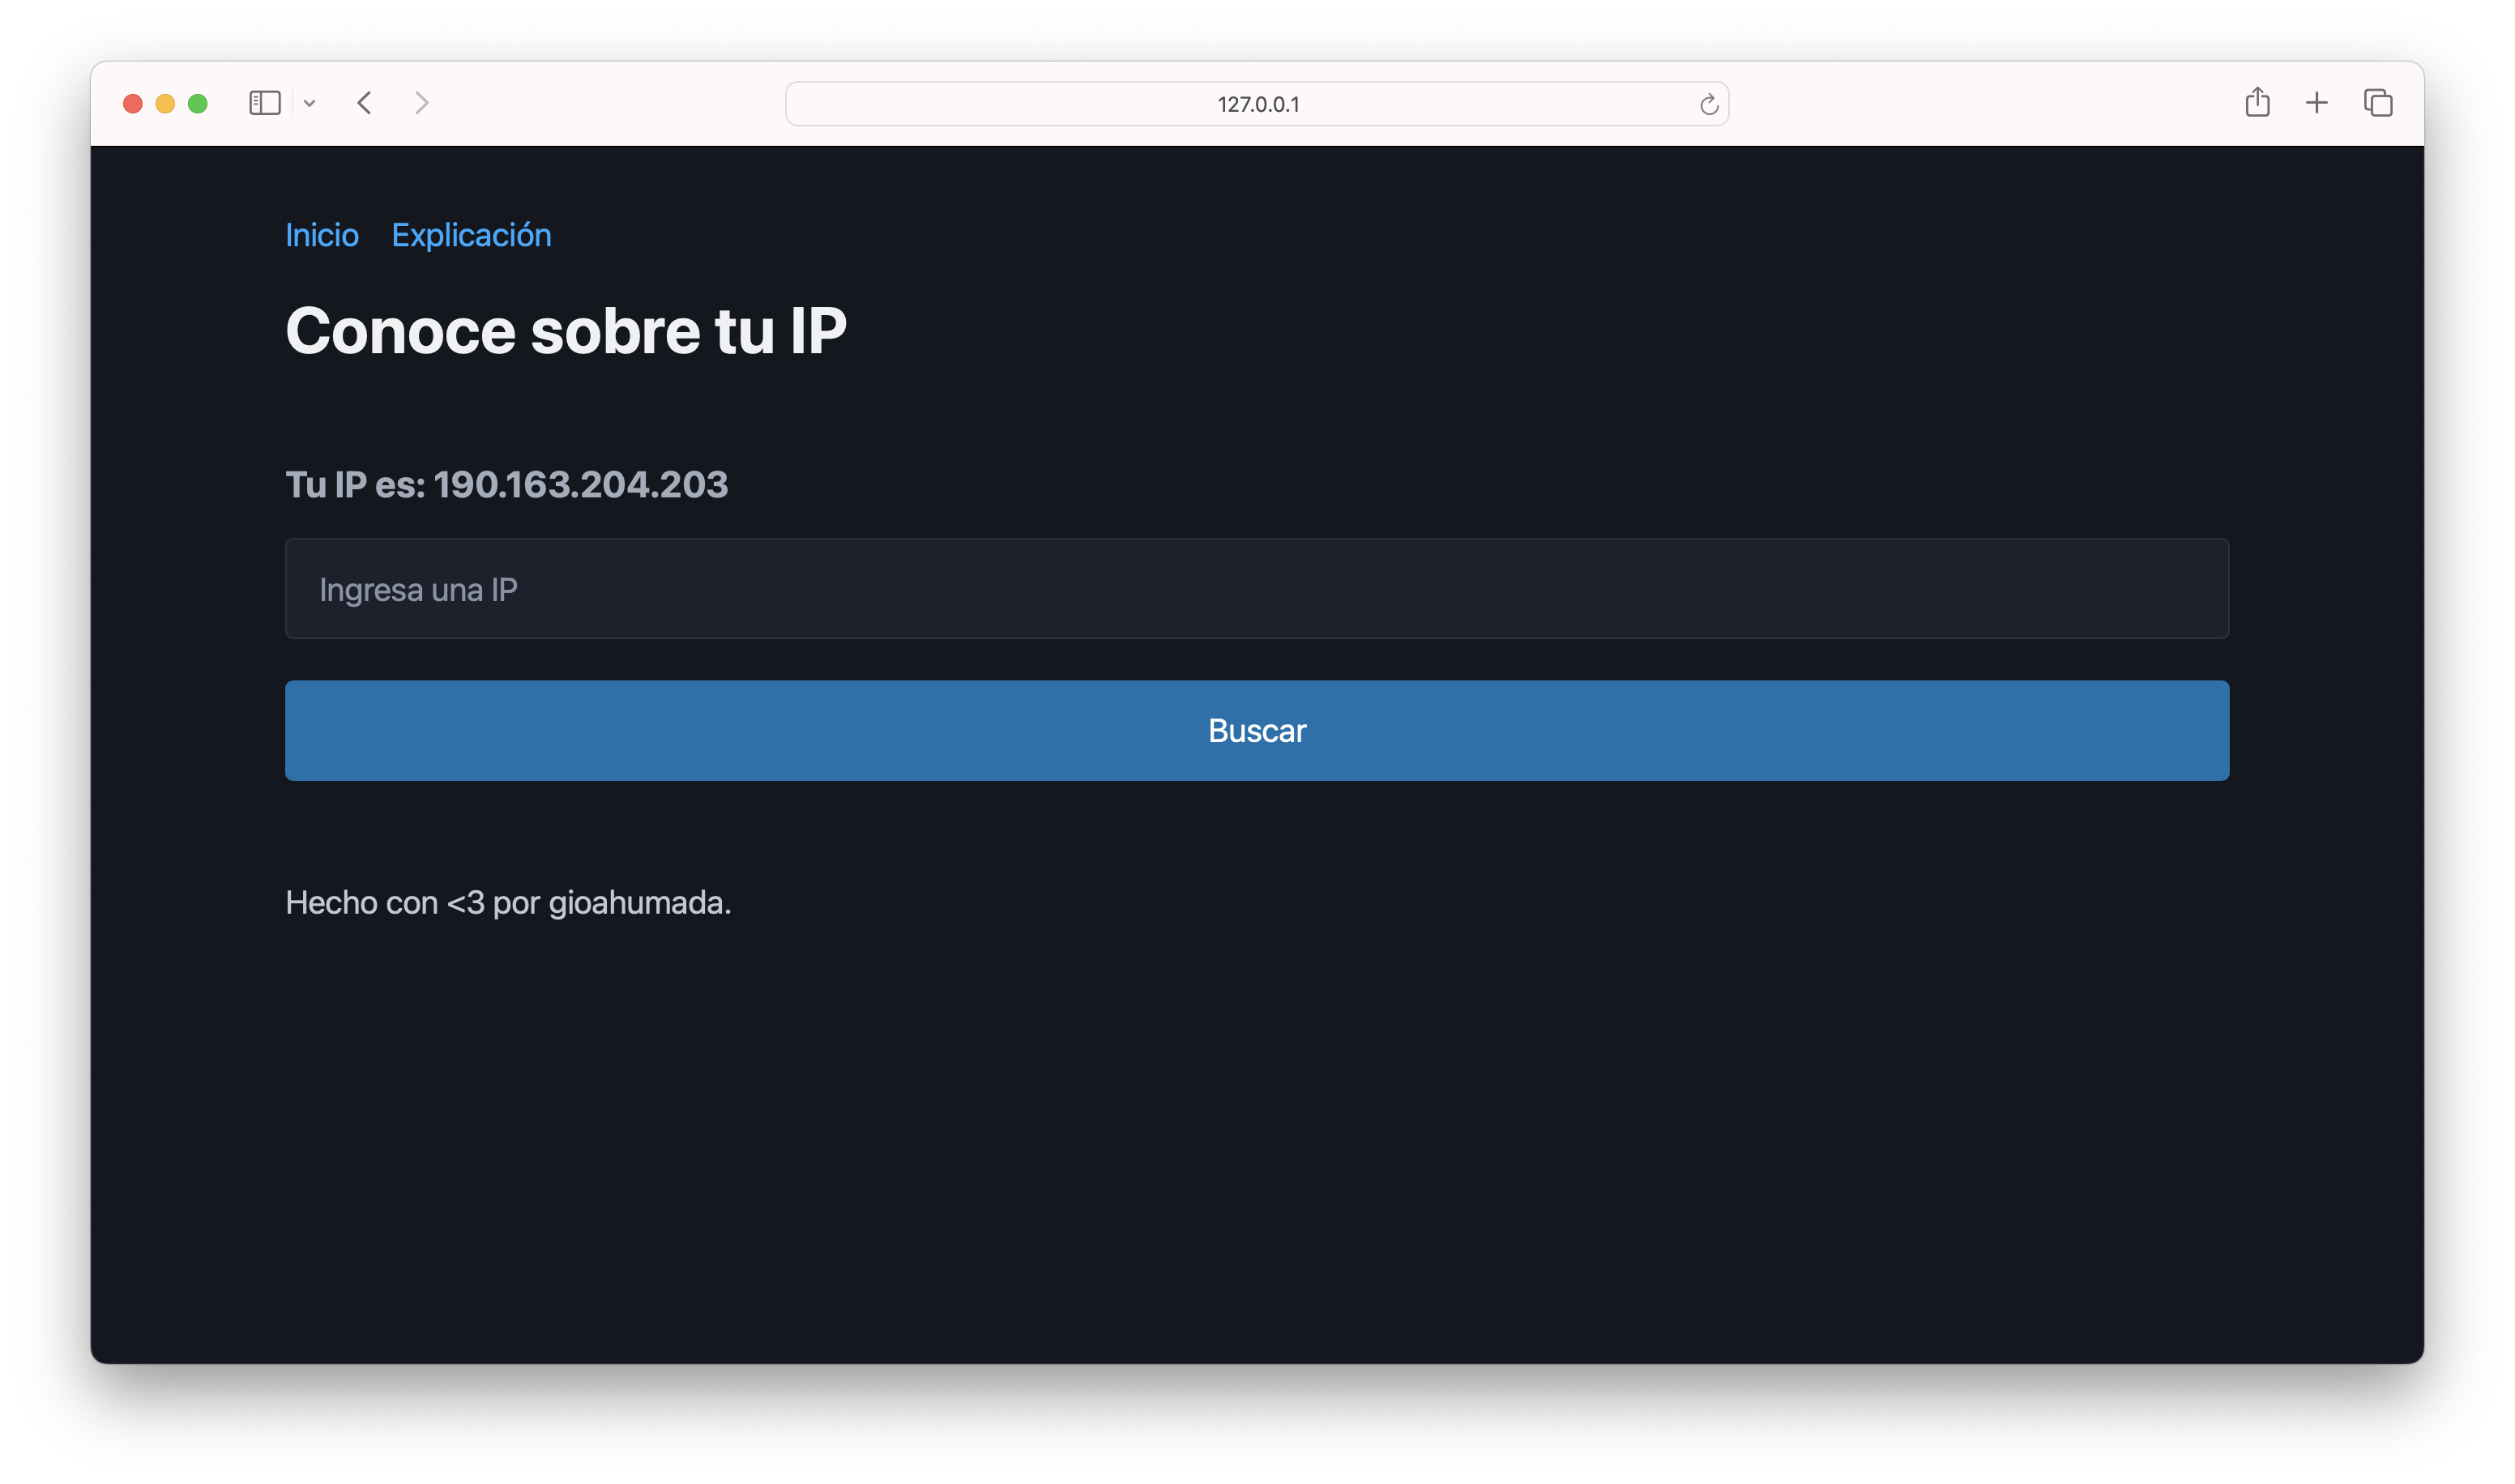 127.0.0.1
Inicio Explicación
Conoce sobre tu IP
Tu IP es: 190.163.204.203
Ingresa una IP
Buscar
Hecho con <3 por gioahumada.